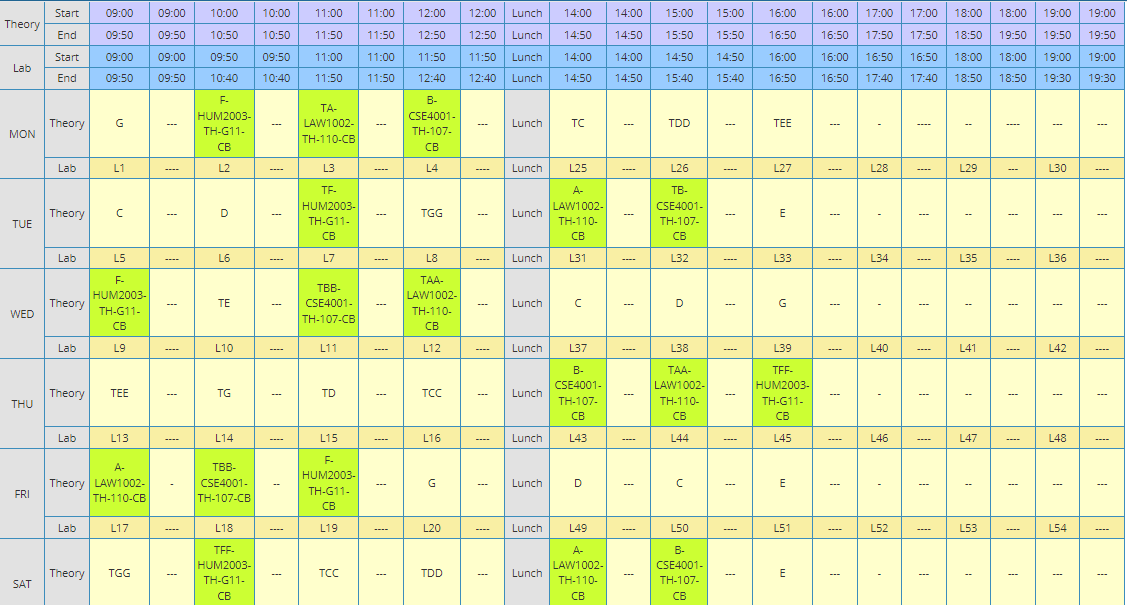 Theory Start 09:00 09:00 10:00 10:00 11:00 11:00 12:00 12:00 Lunch 14:00 14:00 15:00 15:00 16:00 16:00 17:00 17:00 18:00 18:00 19:00 19:00
End 09:50 09:50 10:50 10:50 11:50 11:50 12:50 12:50 Lunch 14:50 14:50 15:50 15:50 16:50 16:50 17:50 17:50 18:50 19:50 19:50 19:50
Lab Start 09:00 09:00 09:50 09:50 11:00 11:00 11:50 11:50 Lunch 14:00 14:00 14:50 14:50 16:00 16:00 16:50 16:50 18:00 18:00 19:00 19:00
End 09:50 09:50 10:40 10:40 11:50 11:50 12:40 12:40 Lunch 14:50 14:50 15:40 15:40 16:50 16:50 17:40 17:40 18:50 18:50 19:30 19:30
MON Theory G --- F-HUM2003-TH-G11-CB --- TA-LAW1002-TH-110-CB --- B-CSE4001-TH-107-CB --- Lunch TC --- TDD --- TEE --- - ---- -- ---- --- ---
Lab L1 ---- L2 ---- L3 ---- L4 ---- Lunch L25 ---- L26 ---- L27 ---- L28 ---- L29 --- L30 ----
TUE Theory C --- D --- TF-HUM2003-TH-G11-CB --- TGG --- Lunch A-LAW1002-TH-110-CB --- TB-CSE4001-TH-107-CB --- E --- - --- -- --- --- ---
Lab L5 ---- L6 ---- L7 ---- L8 ---- Lunch L31 ---- L32 ---- L33 ---- L34 ---- L35 ---- L36 ----
WED Theory F-HUM2003-TH-G11-CB --- TE --- TBB-CSE4001-TH-107-CB --- TAA-LAW1002-TH-110-CB --- Lunch C --- D --- G --- - --- -- --- --- ---
Lab L9 ---- L10 ---- L11 ---- L12 ---- Lunch L37 ---- L38 ---- L39 ---- L40 ---- L41 ---- L42 ----
THU Theory TEE --- TG --- TD --- TCC --- Lunch B-CSE4001-TH-107-CB --- TAA-LAW1002-TH-110-CB --- TFF-HUM2003-TH-G11-CB --- - --- -- --- --- ---
Lab L13 ---- L14 ---- L15 ---- L16 ---- Lunch L43 ---- L44 ---- L45 ---- L46 ---- L47 ---- L48 ----
FRI Theory A-LAW1002-TH-110-CB - TBB-CSE4001-TH-107-CB -- F-HUM2003-TH-G11-CB --- G --- Lunch D --- C --- E --- - --- -- --- --- ---
Lab L17 ---- L18 ---- L19 ---- L20 ---- Lunch L49 ---- L50 ---- L51 ---- L52 ---- L53 ---- L54 ----
SAT Theory TGG --- TFF-HUM2003-TH-G11-CB --- TCC --- TDD --- Lunch A-LAW1002-TH-110-CB --- B-CSE4001-TH-107-CB --- E --- - --- -- --- --- ---